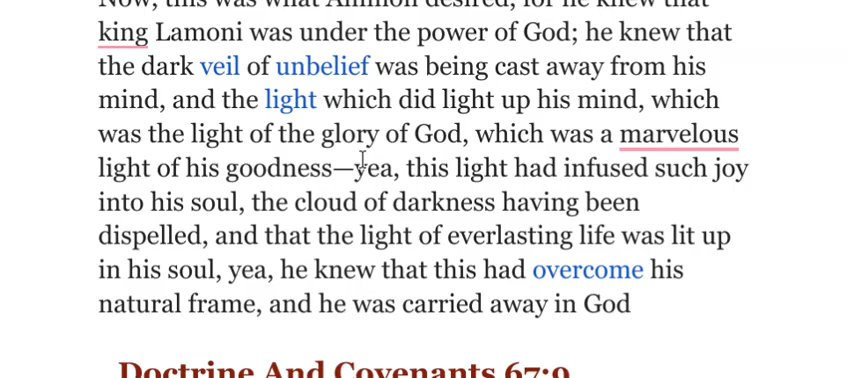 Now, this was what Ammon desired, for he knew that
king Lamoni was under the power of God; he knew that
the dark veil of unbelief was being cast away from his
mind, and the light which did light up his mind, which
was the light of the glory of God, which was a marvelous
light of his goodness—yea, this light had infused such joy
into his soul, the cloud of darkness having been
dispelled, and that the light of everlasting life was lit up
in his soul, yea, he knew that this had overcome his
natural frame, and he was carried away in God
Doctrine And Covenants 67:9